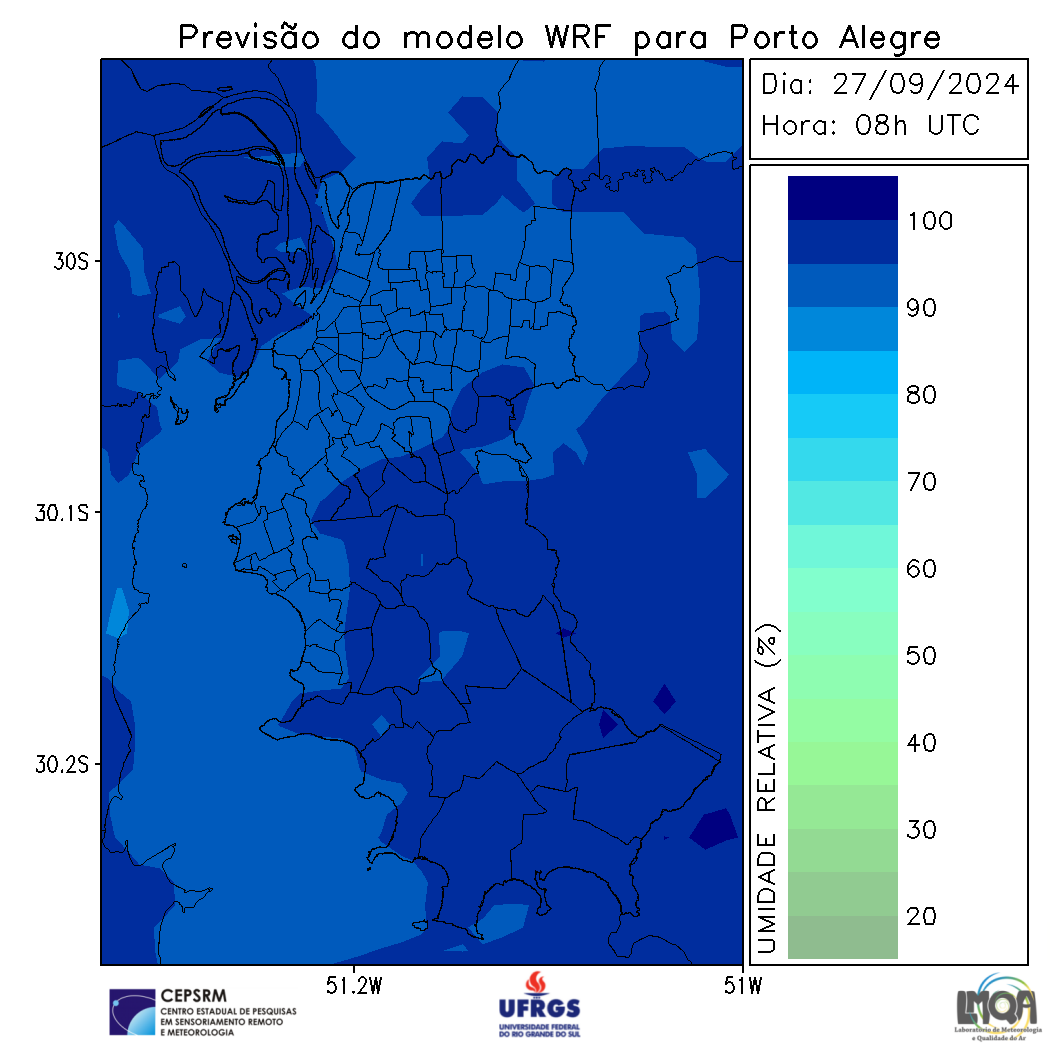 Previsão do modelo WRF para Porto Alegre
Dia: 27/09/2024
Hora: 08h UTC
30S
30.1S
30.2S
51.2W
51W
UMIDADE RELATIVA (%)
100
90
80
70
60
50
40
30
20
CEPSRM
CENTRO ESTADUAL DE PESQUISAS
EM SENSORIAMENTO REMOTO
E METEOROLOGIA
UFRGS
UNIVERSIDADE FEDERAL
DO RIO GRANDE DO SUL
LMQA
Laboratório de Meteorologia
e Qualidade do Ar